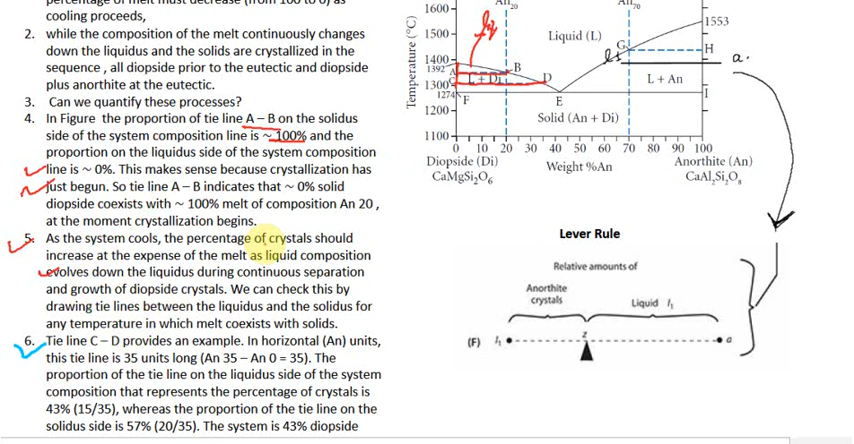 percentage of melt must decrease (from 100 to 0) as
cooling proceeds,
2. while the composition of the melt continuously changes
down the liquidus and the solids are crystallized in the
sequence , all diopside prior to the eutectic and diopside
plus anorthite at the eutectic.
3. Can we quantify these processes?
4. In Figure the proportion of tie line A – B on the solidus
side of the system composition line is ~ 100% and the
proportion on the liquidus side of the system composition
line is ~ 0%. This makes sense because crystallization has
just begun. So tie line A – B indicates that ~ 0% solid
diopside coexists with ~ 100% melt of composition An 20 ,
at the moment crystallization begins.
5. As the system cools, the percentage of crystals should
increase at the expense of the melt as liquid composition
evolves down the liquidus during continuous separation
and growth of diopside crystals. We can check this by
drawing tie lines between the liquidus and the solidus for
any temperature in which melt coexists with solids.
6. Tie line C – D provides an example. In horizontal (An) units,
this tie line is 35 units long (An 35 – An 0 = 35). The
proportion of the tie line on the liquidus side of the system
composition that represents the percentage of crystals is
43% (15/35), whereas the proportion of the tie line on the
solidus side is 57% (20/35). The system is 43% diopside
An20 An70
1600
1500
1400
1392
1300
1274
1200
1100
Temperature (°C)
Liquid (L)
1553
G
H
a.
A
B
L + Di
D
C
F
E
L + An
I
Solid (An + Di)
0 10 20 30 40 50 60 70 80 90 100
Diopside (Di)
CaMgSi₂O₆
Weight %An
Anorthite (An)
CaAl₂Si₂O₈
Lever Rule
Relative amounts of
Anorthite
crystals
Liquid l₁
(F) l₁ z a